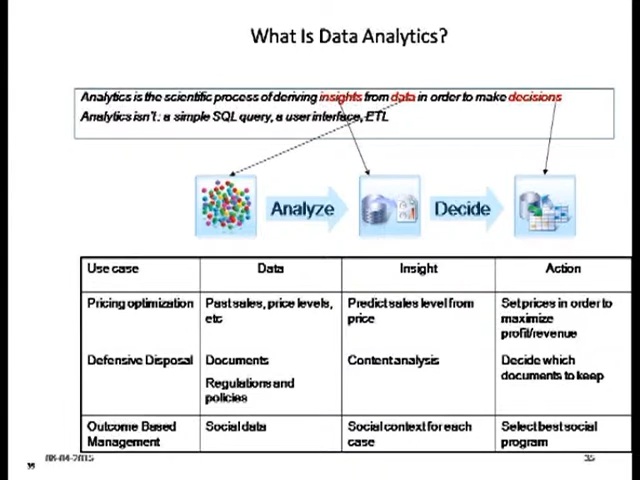 What Is Data Analytics?
Analytics is the scientific process of deriving insights from data in order to make decisions
Analytics isn't: a simple SQL query, a user interface, ETL
Analyze
Decide
Use case
Data
Insight
Action
Pricing optimization
Past sales, price levels,
etc
Predict sales level from
price
Set prices in order to
maximize
profit/revenue
Defensive Disposal
Documents
Regulations and
policies
Content analysis
Decide which
documents to keep
Outcome Based
Management
Social data
Social context for each
case
Select best social
program
08-04-2015
35